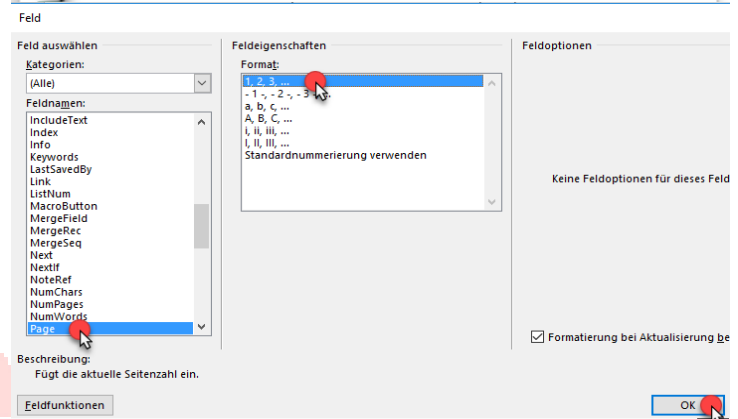 Feld
Feld auswählen
Kategorien:
(Alle)
Feldnamen:
IncludeText
Index
Info
Keywords
LastSavedBy
Link
ListNum
MacroButton
MergeField
MergeRec
MergeSeq
Next
NextIf
NoteRef
NumChars
NumPages
NumWords
Page
Beschreibung:
Fügt die aktuelle Seitenzahl ein.
Feldfunktionen
Feldeigenschaften
Format:
1, 2, 3, ...
- 1 -, - 2 -, - 3 -
a, b, c, ...
A, B, C, ...
i, ii, iii, ...
I, II, III, ...
Standardnummerierung verwenden
Feldoptionen
Keine Feldoptionen für dieses Feld
Formatierung bei Aktualisierung be
OK